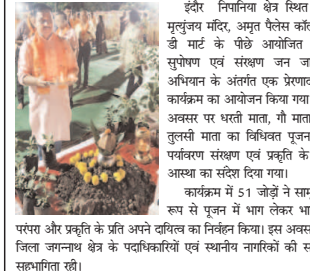 इंदौर निपानिया क्षेत्र स्थित
मृत्युंजय मंदिर, अमृत पैलेस कॉल
डी मार्ट के पीछे आयोजित
सुपोषण एवं संरक्षण जन ज
अभियान के अंतर्गत एक प्रेरणाद
कार्यक्रम का आयोजन किया गया
अवसर पर धरती माता, गौ माता
तुलसी माता का विधिवत पूजन
पर्यावरण संरक्षण एवं प्रकृति के
आस्था का संदेश दिया गया।
कार्यक्रम में 51 जोड़ों ने साम
रूप से पूजन में भाग लेकर भा
परंपरा और प्रकृति के प्रति अपने दायित्व का निर्वहन किया। इस अवस
जिला जगन्नाथ क्षेत्र के पदाधिकारियों एवं स्थानीय नागरिकों की स
सहभागिता रही।